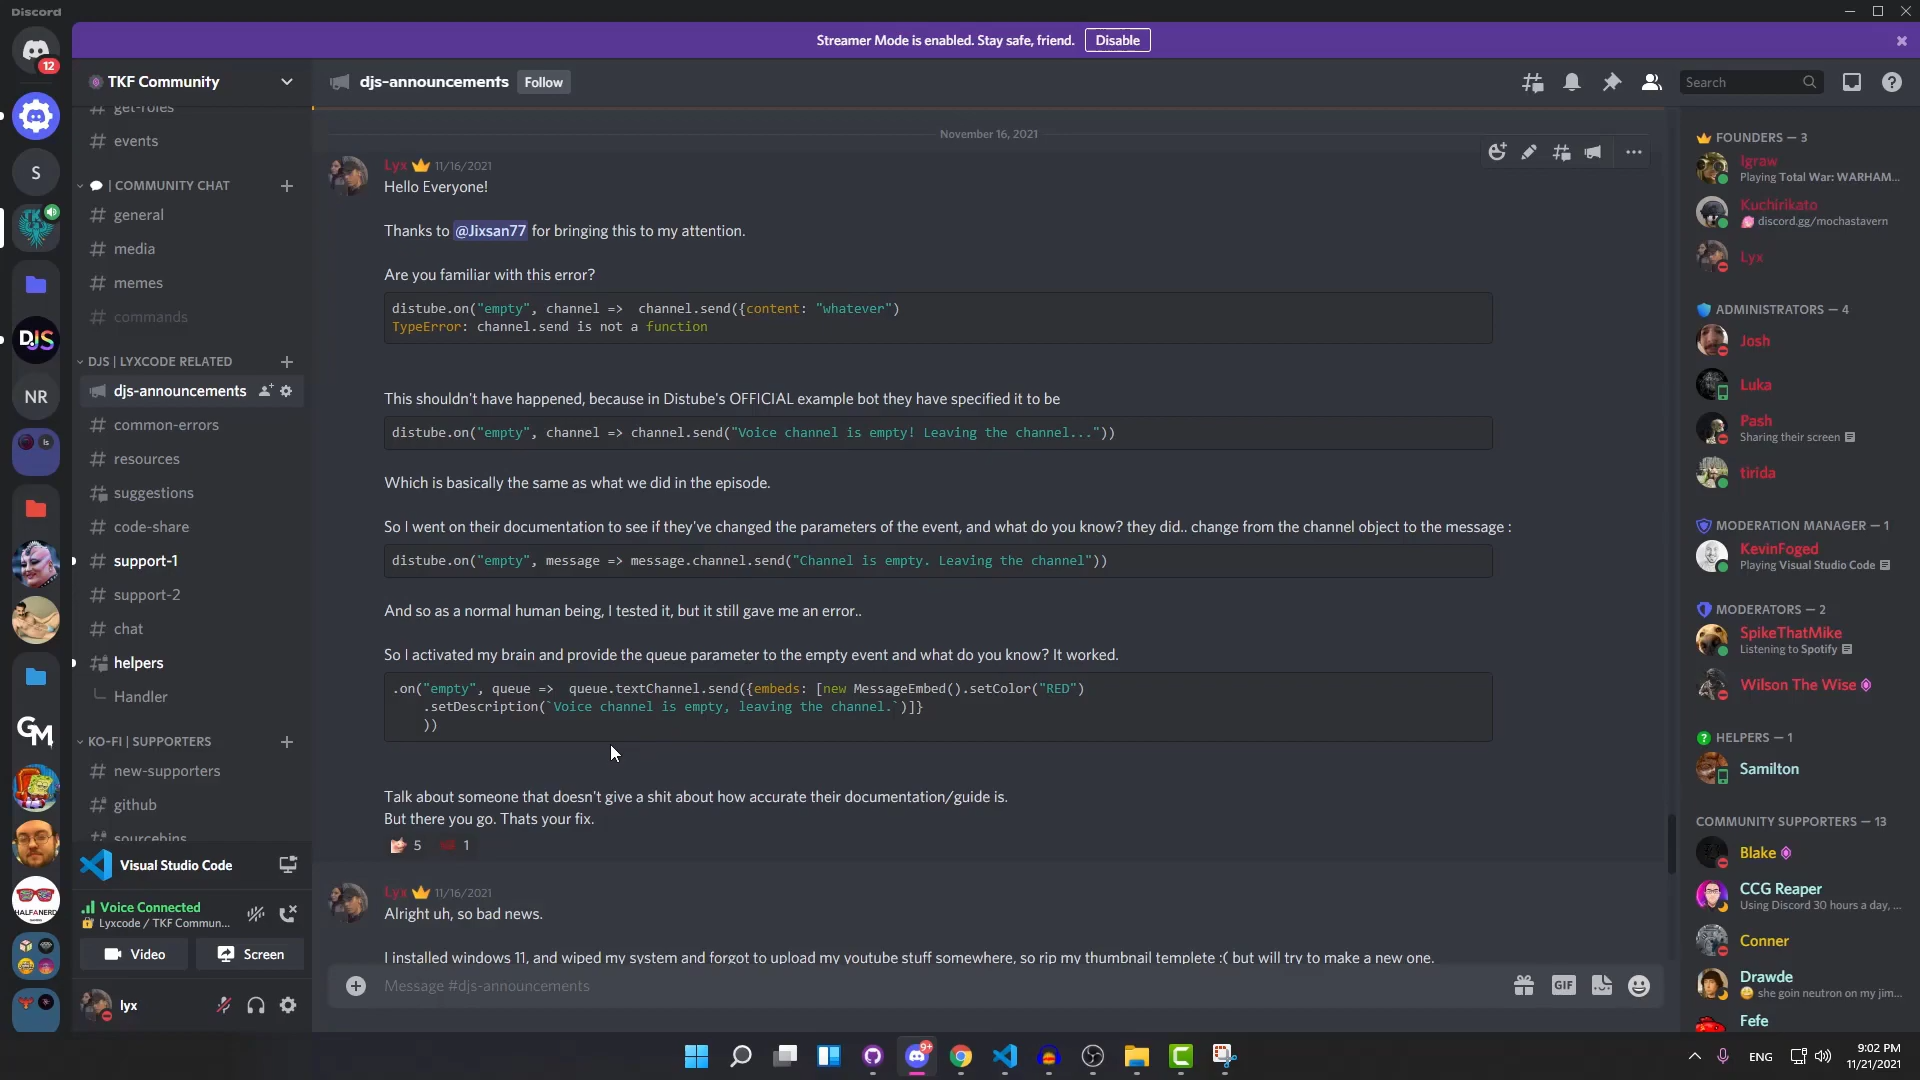 Discord
Streamer Mode is enabled. Stay safe, friend. Disable
12
TKF Community
get-roles
events
| COMMUNITY CHAT
general
media
memes
commands
DJS | LYXCODE RELATED
djs-announcements
common-errors
resources
suggestions
code-share
support-1
support-2
chat
helpers
Handler
KO-FI | SUPPORTERS
new-supporters
github
sourcebins
Visual Studio Code
Voice Connected
Lyxcode / TKF Commun...
Video
Screen
lyx
S
DJS
NR
GM
HALFANERD
djs-announcements Follow
Search
November 16, 2021
Lyx 11/16/2021
Hello Everyone!
Thanks to @Jixsan77 for bringing this to my attention.
Are you familiar with this error?
distube.on("empty", channel =>  channel.send({content: "whatever")
TypeError: channel.send is not a function
This shouldn't have happened, because in Distube's OFFICIAL example bot they have specified it to be
distube.on("empty", channel => channel.send("Voice channel is empty! Leaving the channel..."))
Which is basically the same as what we did in the episode.
So I went on their documentation to see if they've changed the parameters of the event, and what do you know? they did.. change from the channel object to the message :
distube.on("empty", message => message.channel.send("Channel is empty. Leaving the channel"))
And so as a normal human being, I tested it, but it still gave me an error..
So I activated my brain and provide the queue parameter to the empty event and what do you know? It worked.
.on("empty", queue =>  queue.textChannel.send({embeds: [new MessageEmbed().setColor("RED")
.setDescription(`Voice channel is empty, leaving the channel.`)]}
))
Talk about someone that doesn't give a shit about how accurate their documentation/guide is.
But there you go. Thats your fix.
5 1
Lyx 11/16/2021
Alright uh, so bad news.
I installed windows 11, and wiped my system and forgot to upload my youtube stuff somewhere, so rip my thumbnail templete :( but will try to make a new one.
Message #djs-announcements
GIF
FOUNDERS — 3
Igraw
Playing Total War: WARHAM...
Kuchirikato
discord.gg/mochastavern
Lyx
ADMINISTRATORS — 4
Josh
Luka
Pash
Sharing their screen
tirida
MODERATION MANAGER — 1
KevinFoged
Playing Visual Studio Code
MODERATORS — 2
SpikeThatMike
Listening to Spotify
Wilson The Wise
HELPERS — 1
Samilton
COMMUNITY SUPPORTERS — 13
Blake
CCG Reaper
Using Discord 30 hours a day, ...
Conner
Drawde
she goin neutron on my jim...
Fefe
9+
ENG
9:02 PM
11/21/2021